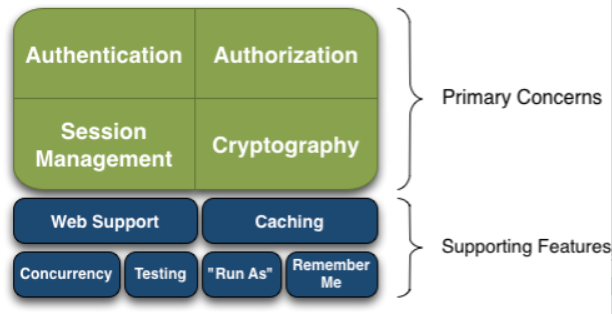 Authentication
Authorization
Primary Concerns
Session
Management
Cryptography
Web Support
Caching
Supporting Features
Concurrency
Testing
"Run As"
Remember
Me